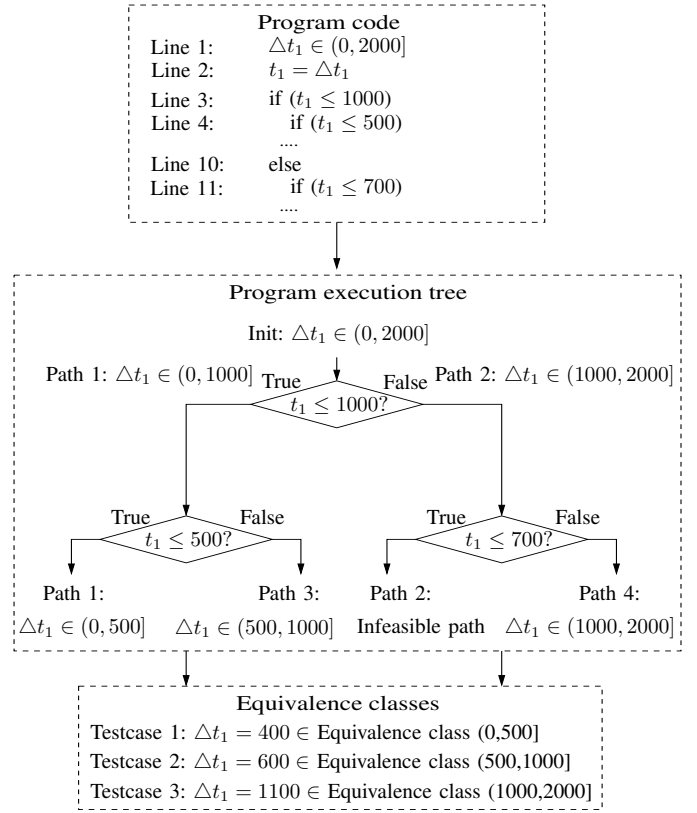 Program code
Line 1: △t₁ ∈ (0, 2000]
Line 2: t₁ = △t₁
Line 3: if (t₁ ≤ 1000)
Line 4: if (t₁ ≤ 500)
....
Line 10: else
Line 11: if (t₁ ≤ 700)
....
Program execution tree
Init: △t₁ ∈ (0, 2000]
Path 1: △t₁ ∈ (0, 1000] True False Path 2: △t₁ ∈ (1000, 2000]
t₁ ≤ 1000?
True False True False
t₁ ≤ 500? t₁ ≤ 700?
Path 1: Path 3: Path 2: Path 4:
△t₁ ∈ (0, 500] △t₁ ∈ (500, 1000] Infeasible path △t₁ ∈ (1000, 2000]
Equivalence classes
Testcase 1: △t₁ = 400 ∈ Equivalence class (0,500]
Testcase 2: △t₁ = 600 ∈ Equivalence class (500,1000]
Testcase 3: △t₁ = 1100 ∈ Equivalence class (1000,2000]